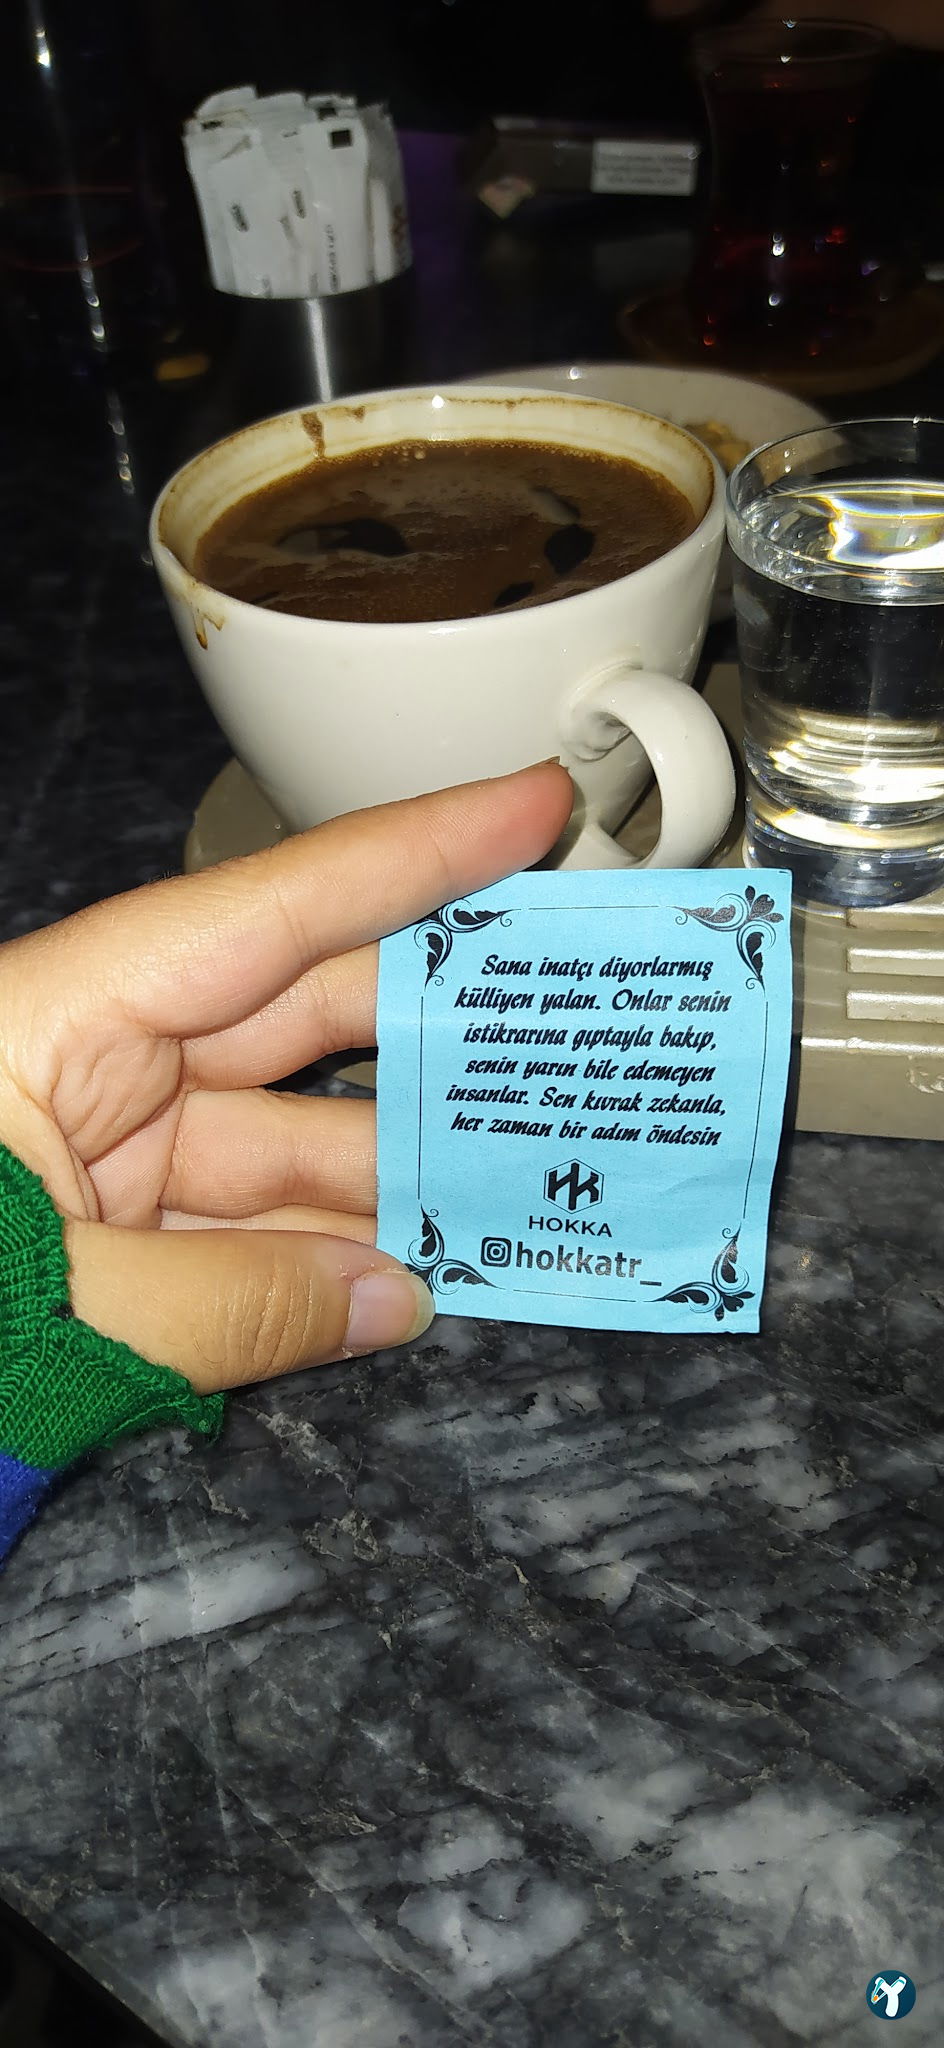 Sana inatçı diyorlarmış
külliyen yalan. Onlar senin
istikrarına gıptayla bakıp,
senin yarın bile edemeyen
insanlar. Sen kıvrak zekanla,
her zaman bir adım öndesin
HK
HOKKA
hokkatr_